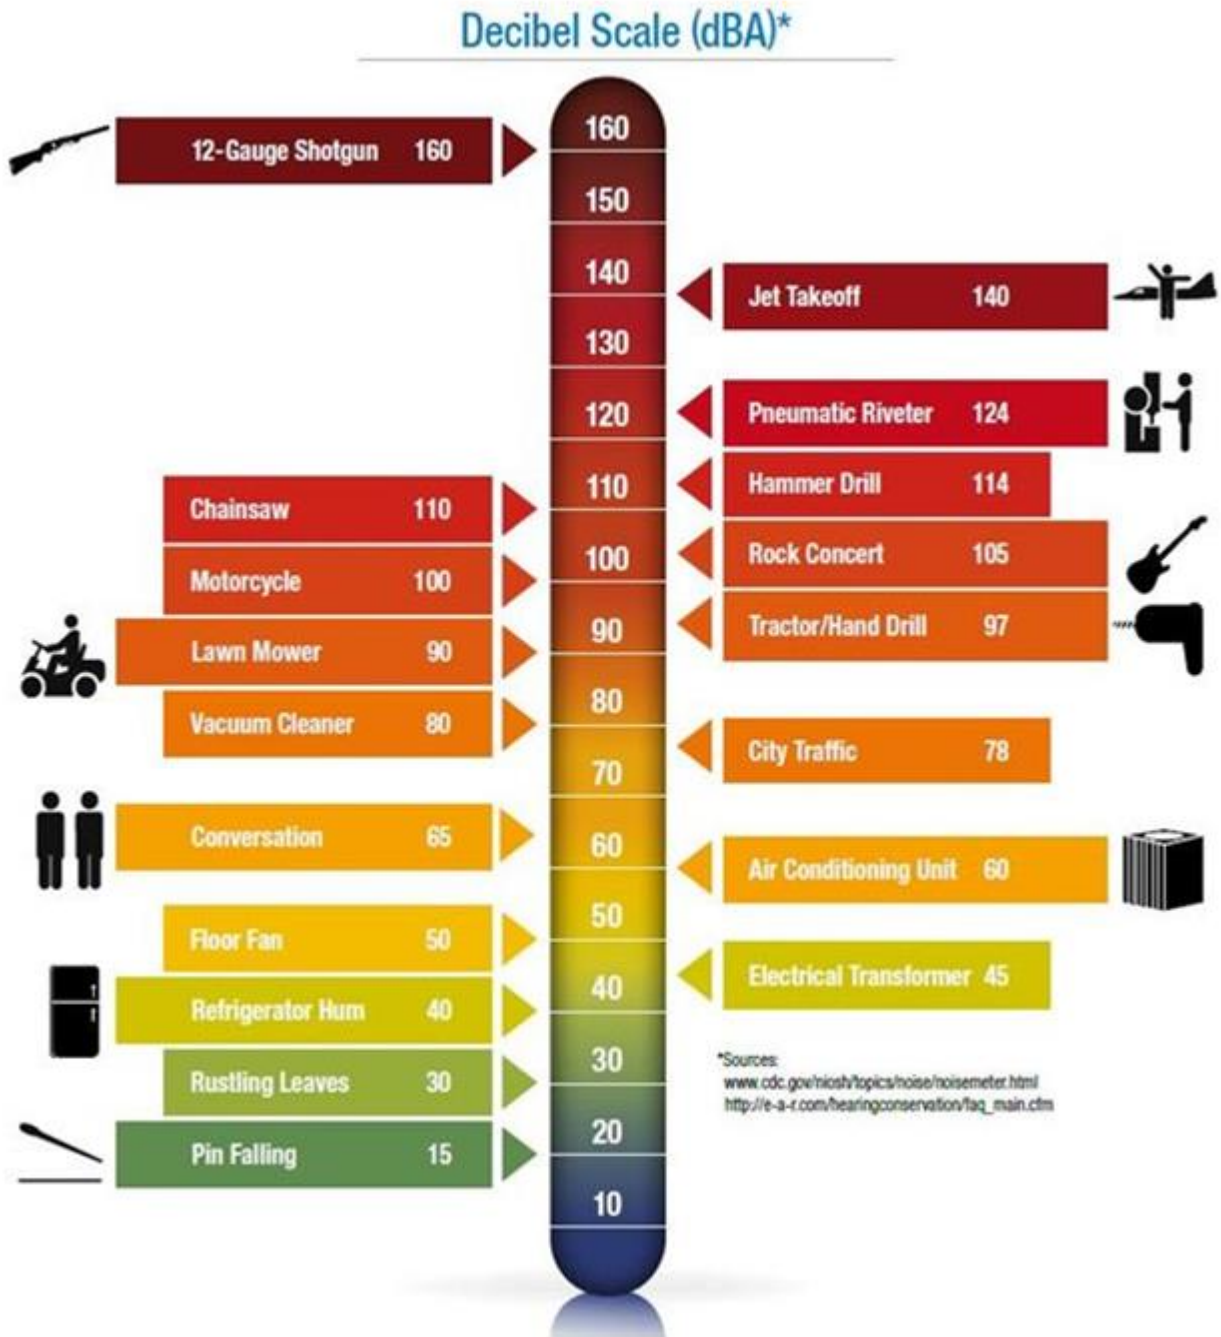 Decibel Scale (dBA)*
12-Gauge Shotgun 160
Chainsaw 110
Motorcycle 100
Lawn Mower 90
Vacuum Cleaner 80
Conversation 65
Floor Fan 50
Refrigerator Hum 40
Rustling Leaves 30
Pin Falling 15
160
150
140
130
120
110
100
90
80
70
60
50
40
30
20
10
Jet Takeoff 140
Pneumatic Riveter 124
Hammer Drill 114
Rock Concert 105
Tractor/Hand Drill 97
City Traffic 78
Air Conditioning Unit 60
Electrical Transformer 45
*Sources:
www.cdc.gov/niosh/topics/noise/noisemeter.html
http://e-a-r.com/hearingconservation/faq_main.cfm